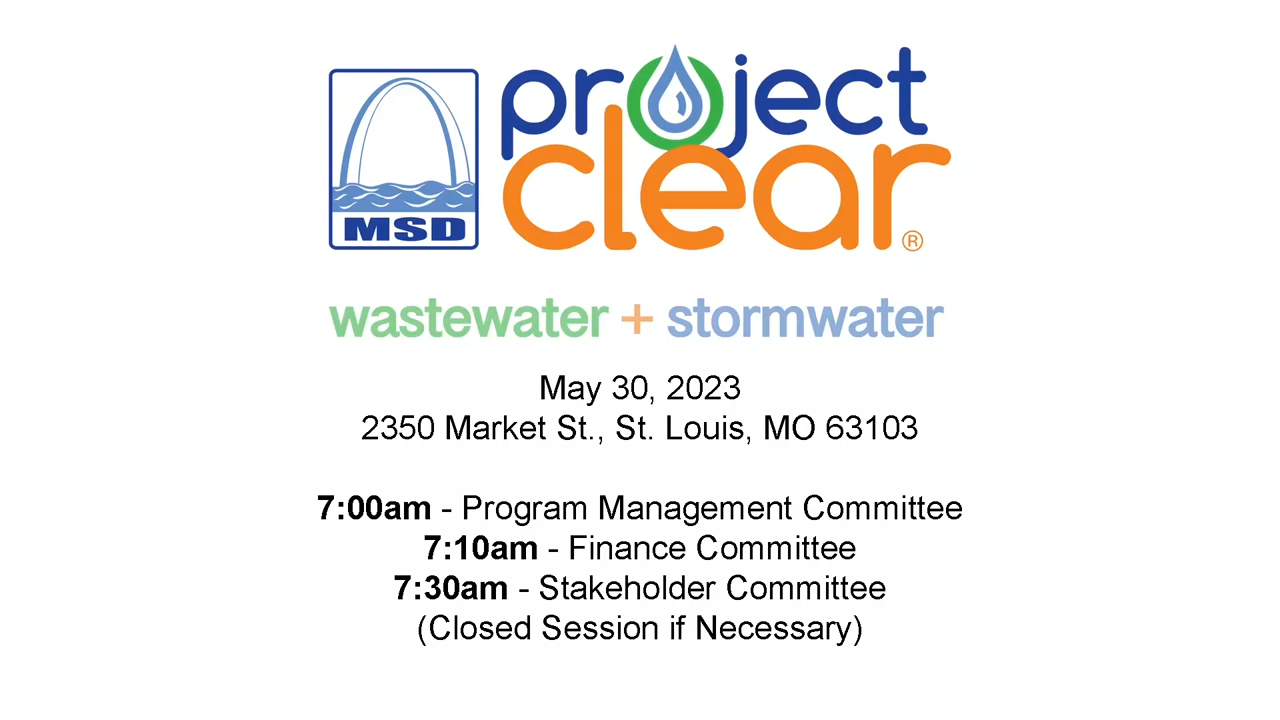 project
clear®
MSD
wastewater + stormwater
May 30, 2023
2350 Market St., St. Louis, MO 63103
7:00am - Program Management Committee
7:10am - Finance Committee
7:30am - Stakeholder Committee
(Closed Session if Necessary)